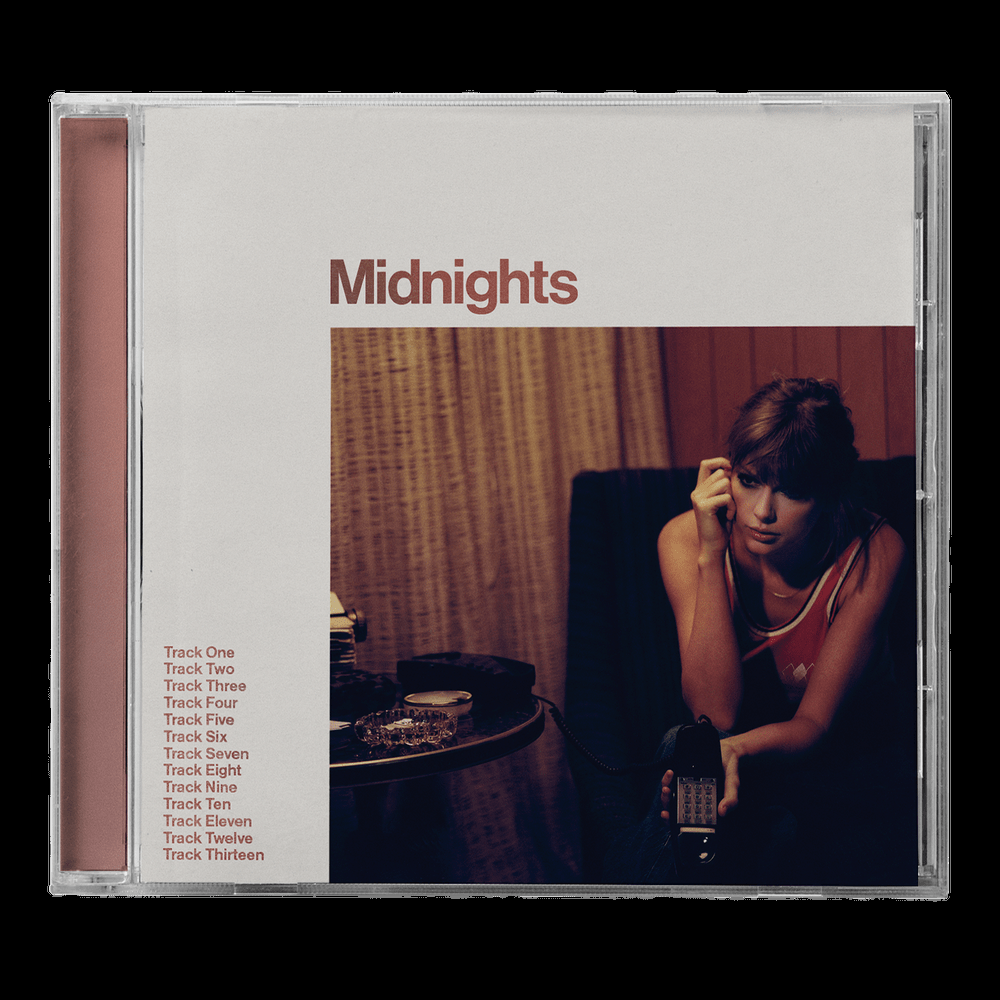 Midnights
Track One
Track Two
Track Three
Track Four
Track Five
Track Six
Track Seven
Track Eight
Track Nine
Track Ten
Track Eleven
Track Twelve
Track Thirteen